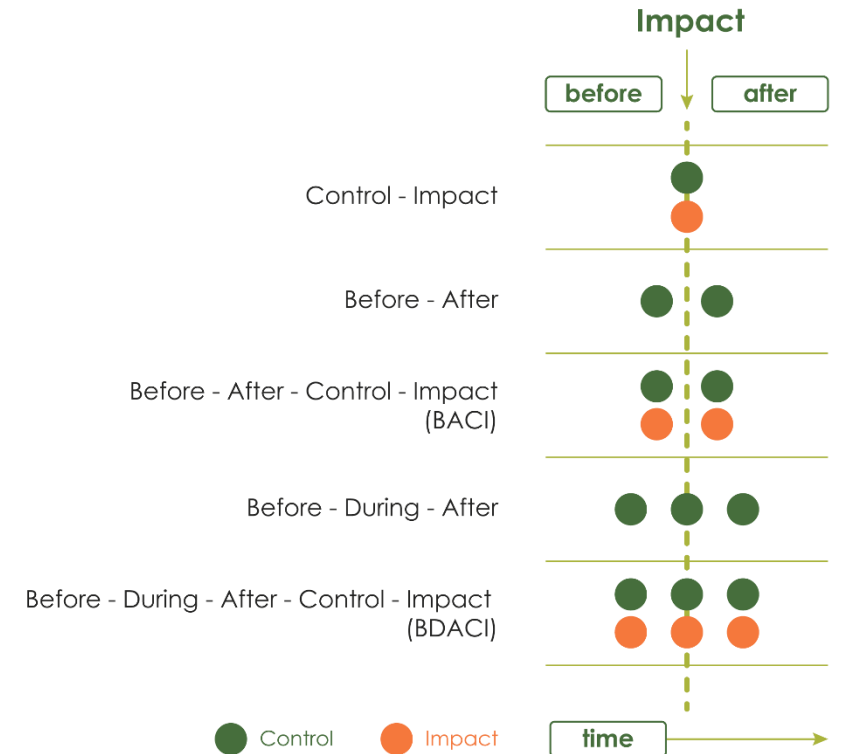 Impact
before
after
Control - Impact
Before - After
Before - After - Control - Impact
(BACI)
Before - During - After
Before - During - After - Control - Impact
(BDACI)
Control
Impact
time